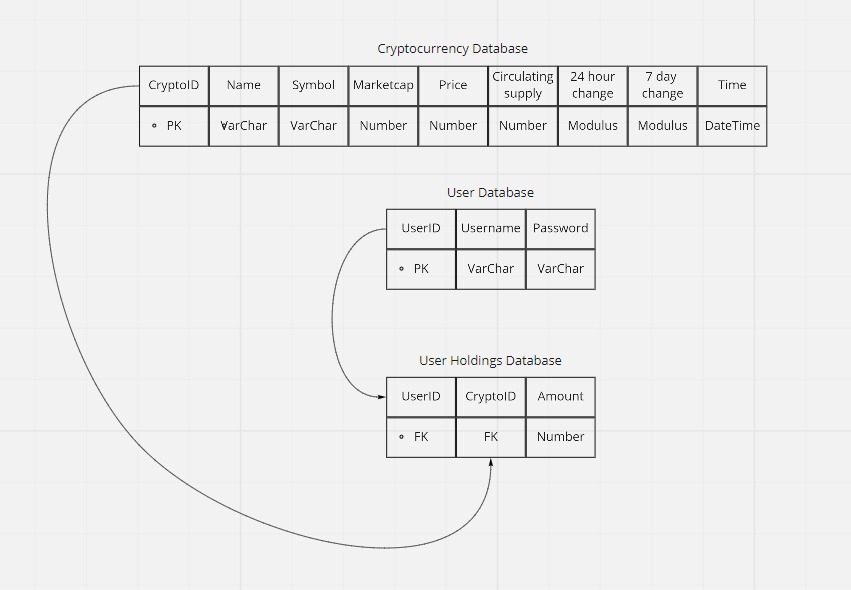 Cryptocurrency Database
CryptoID Name Symbol Marketcap Price Circulating supply 24 hour change 7 day change Time
PK VarChar VarChar Number Number Number Modulus Modulus DateTime
User Database
UserID Username Password
PK VarChar VarChar
User Holdings Database
UserID CryptoID Amount
FK FK Number